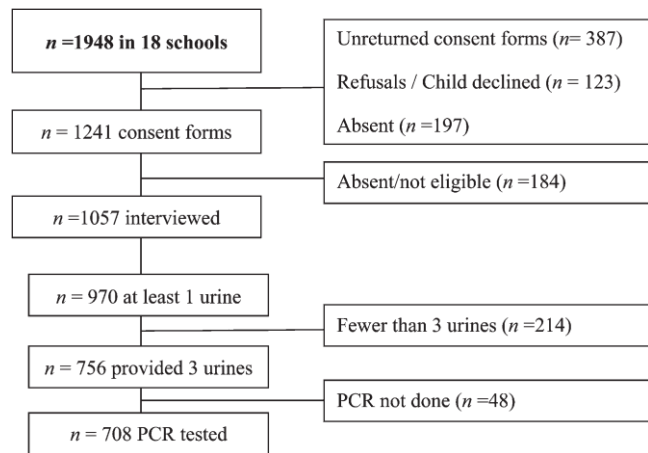 n =1948 in 18 schools
Unreturned consent forms (n= 387)
Refusals / Child declined (n = 123)
Absent (n =197)
n = 1241 consent forms
Absent/not eligible (n =184)
n =1057 interviewed
n = 970 at least 1 urine
Fewer than 3 urines (n =214)
n = 756 provided 3 urines
PCR not done (n =48)
n = 708 PCR tested